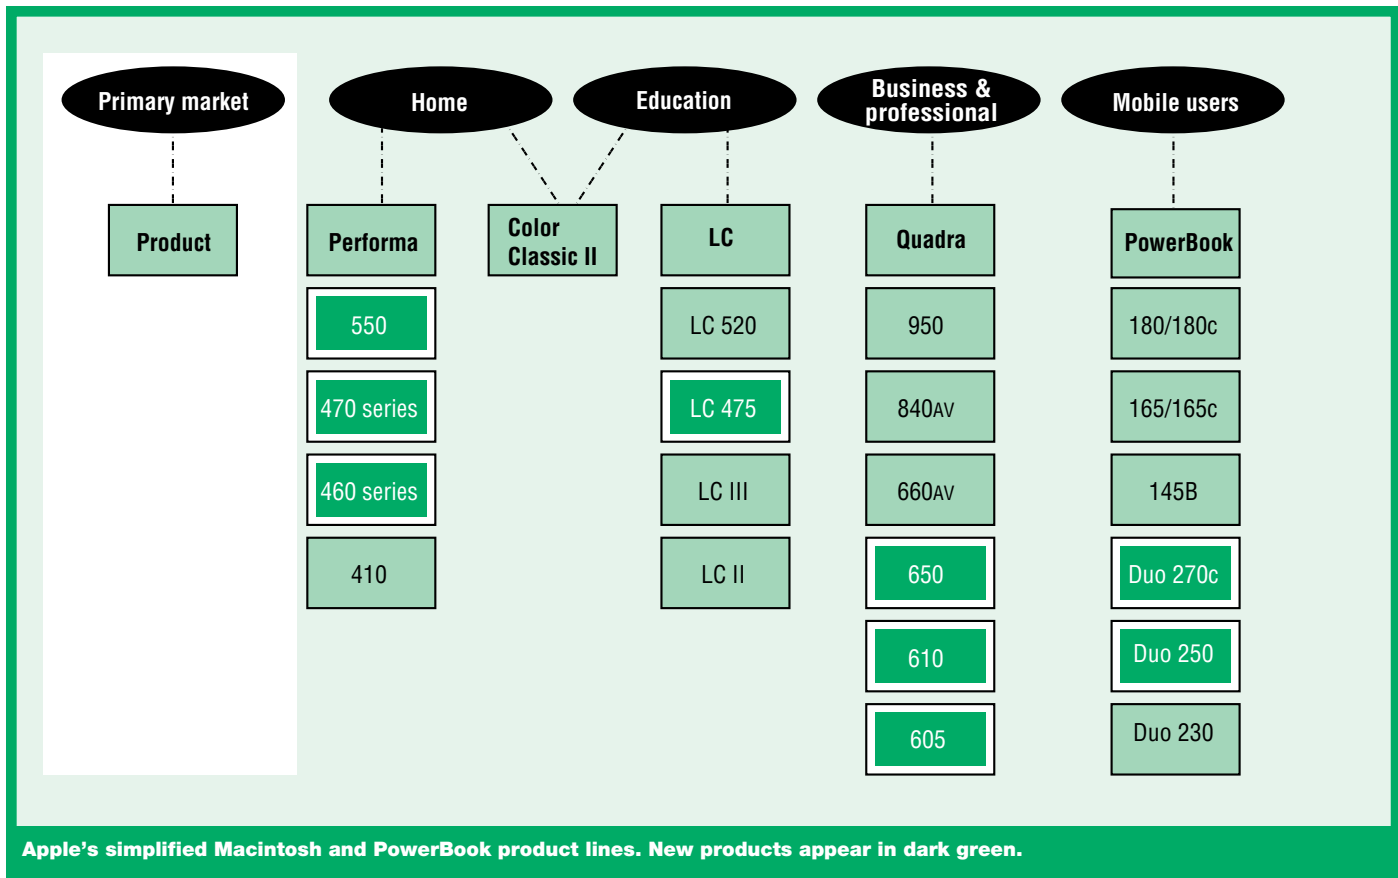 Primary market
Home
Education
Business &
professional
Mobile users
Product
Performa
Color
Classic II
LC
Quadra
PowerBook
550
LC 520
950
180/180c
470 series
LC 475
840AV
165/165c
460 series
LC III
660AV
145B
410
LC II
650
Duo 270c
610
Duo 250
605
Duo 230
Apple's simplified Macintosh and PowerBook product lines. New products appear in dark green.